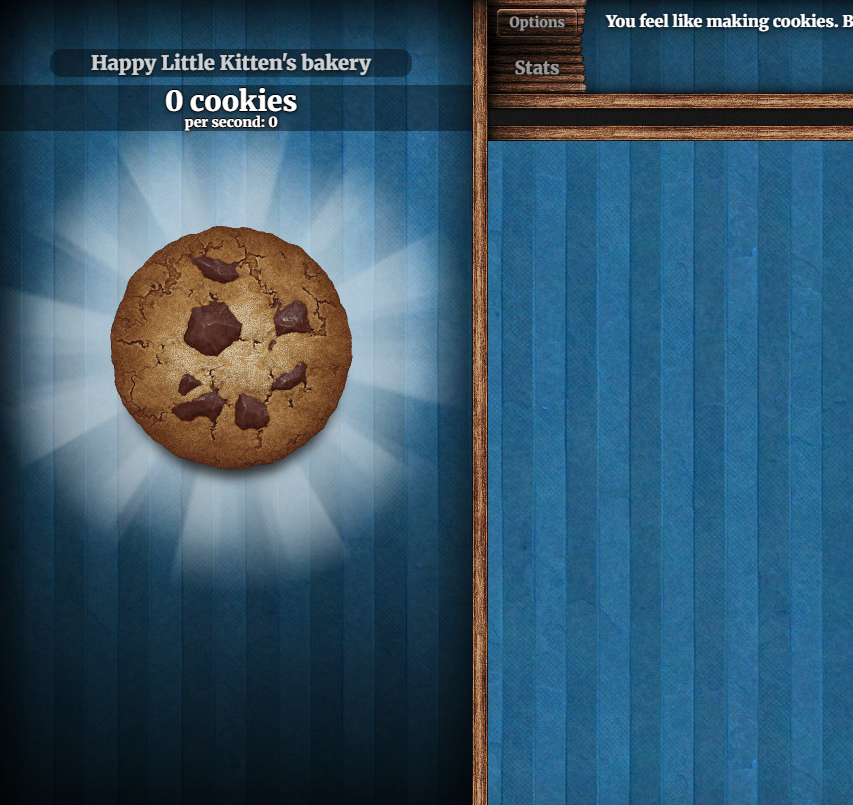 Happy Little Kitten's bakery
0 cookies
per second: 0
Options
Stats
You feel like making cookies. B